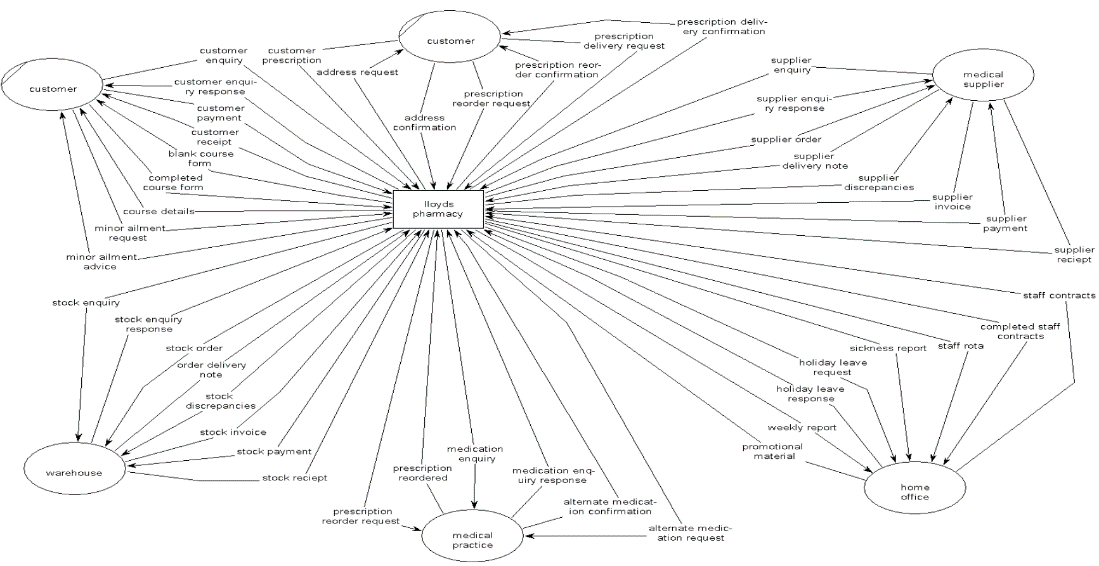 customer
customer
enquiry
customer
prescription
address request
customer
prescription deliv-
ery confirmation
prescription
delivery request
prescription reor-
der confirmation
prescription
reorder request
address
confirmation
customer enqui-
ry response
customer
payment
customer
receipt
blank course
form
completed
course form
course details
minor ailment
request
minor ailment
advice
lloyds
pharmacy
supplier
enquiry
medical
supplier
supplier enqui-
ry response
supplier order
supplier
delivery note
supplier
discrepancies
supplier
invoice
supplier
payment
supplier
reciept
stock enquiry
stock enquiry
response
stock order
order delivery
note
stock
discrepancies
stock invoice
stock payment
stock reciept
warehouse
prescription
reorder request
prescription
reordered
medication
enquiry
medication enq-
uiry response
alternate medicat-
ion confirmation
alternate medic-
ation request
medical
practice
staff contracts
completed staff
contracts
staff rota
sickness report
holiday leave
request
holiday leave
response
weekly report
promotional
material
home
office